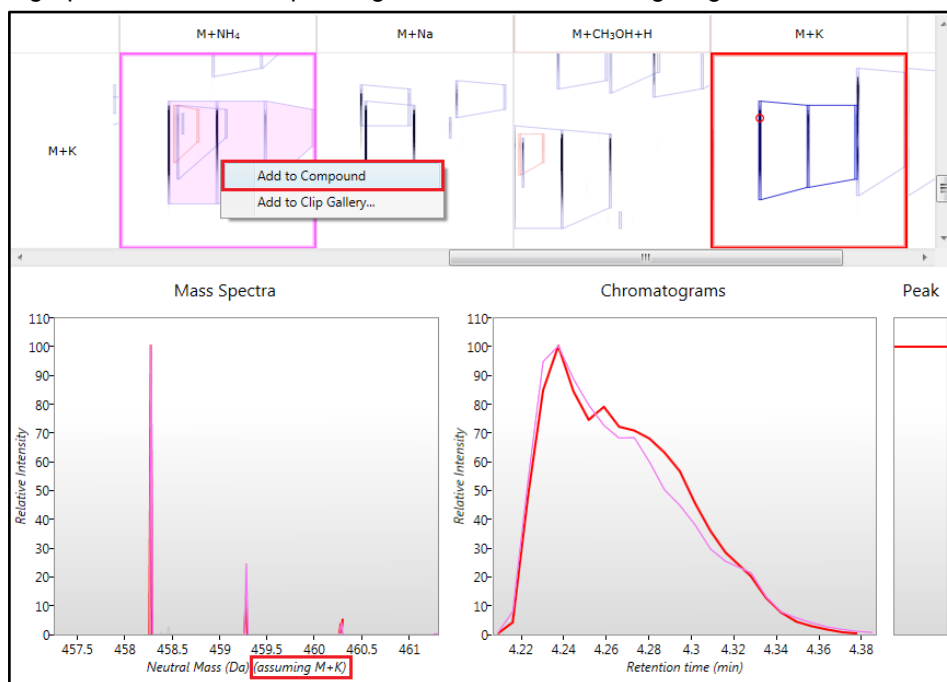 M+NH₄ M+Na M+CH₃OH+H M+K
M+K
Add to Compound
Add to Clip Gallery...
Mass Spectra
110
100
90
80
70
60
50
40
30
20
10
0
Relative Intensity
457.5 458 458.5 459 459.5 460 460.5 461
Neutral Mass (Da) (assuming M+K)
Chromatograms
110
100
90
80
70
60
50
40
30
20
10
0
Relative Intensity
4.22 4.24 4.26 4.28 4.3 4.32 4.34 4.36 4.38
Retention time (min)
Peak